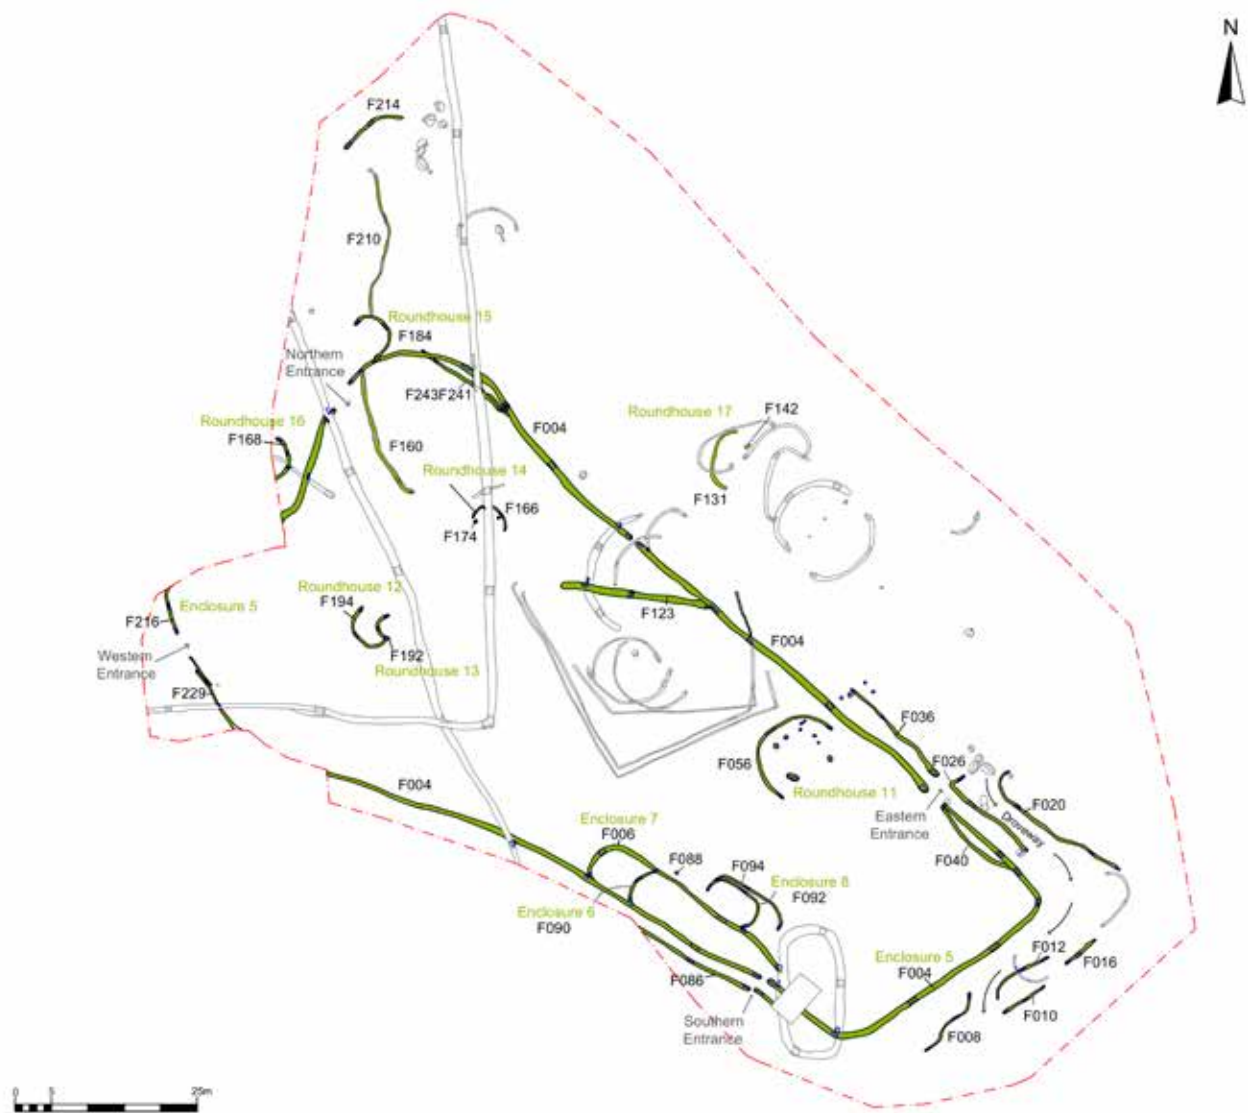 N
F214
F210
Roundhouse 15
F184
Northern
Entrance
F243F241
Roundhouse 16
F168
F004
Roundhouse 17
F142
F160
Roundhouse 14
F131
F166
F174
Roundhouse 12
F194
Enclosure 5
F216
F123
F004
Western
Entrance
F192
Roundhouse 13
F229
F036
F056
F026
F004
Roundhouse 11
Eastern
Entrance
F020
Droveway
Enclosure 7
F006
F040
F088
F094
Enclosure 8
F092
Enclosure 6
F090
F012
Enclosure 5
F004
F016
F086
F010
Southern
Entrance
F008
0 5 25m